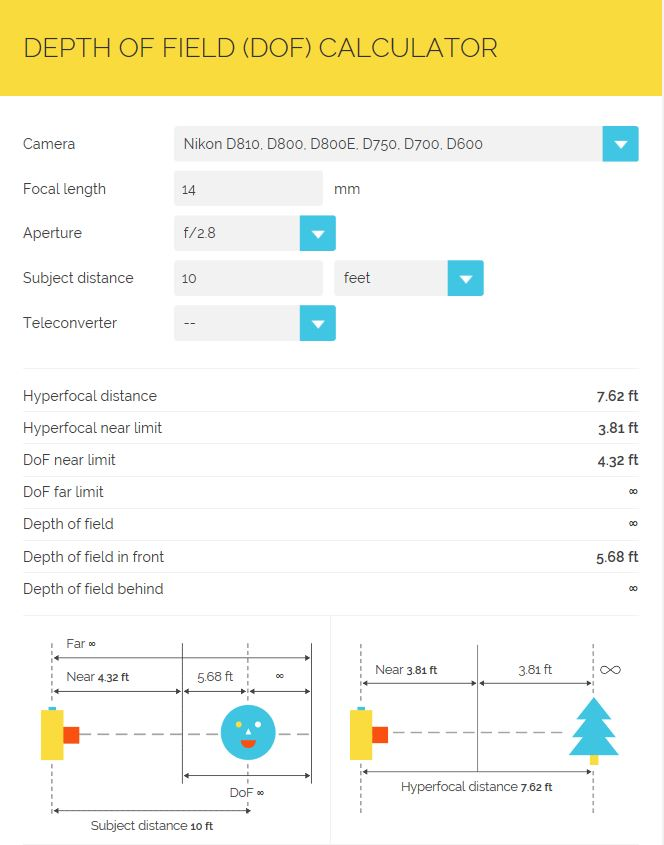 DEPTH OF FIELD (DOF) CALCULATOR
Camera Nikon D810, D800, D800E, D750, D700, D600
Focal length 14 mm
Aperture f/2.8
Subject distance 10 feet
Teleconverter --
Hyperfocal distance 7.62 ft
Hyperfocal near limit 3.81 ft
DoF near limit 4.32 ft
DoF far limit ∞
Depth of field ∞
Depth of field in front 5.68 ft
Depth of field behind ∞
Far ∞
Near 4.32 ft 5.68 ft ∞
DoF ∞
Subject distance 10 ft
Near 3.81 ft 3.81 ft ∞
Hyperfocal distance 7.62 ft